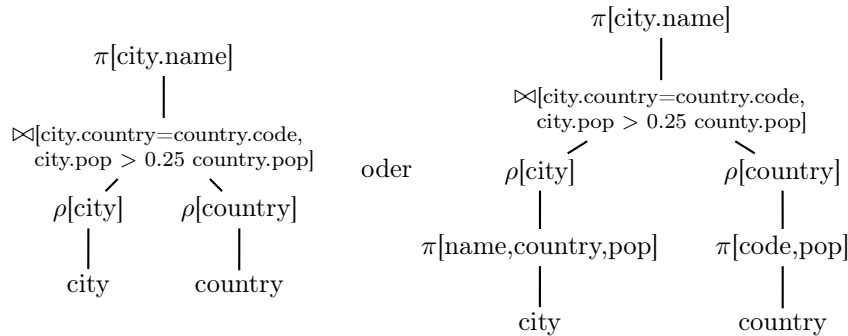 π[city.name]
⋈[city.country=country.code,
city.pop > 0.25 country.pop]
ρ[city] ρ[country]
city country
oder
π[city.name]
⋈[city.country=country.code,
city.pop > 0.25 county.pop]
ρ[city] ρ[country]
π[name,country,pop] π[code,pop]
city country